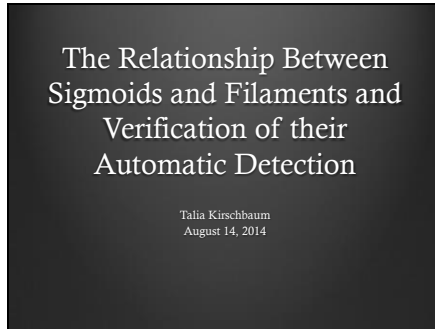 The Relationship Between
Sigmoids and Filaments and
Verification of their
Automatic Detection
Talia Kirschbaum
August 14, 2014